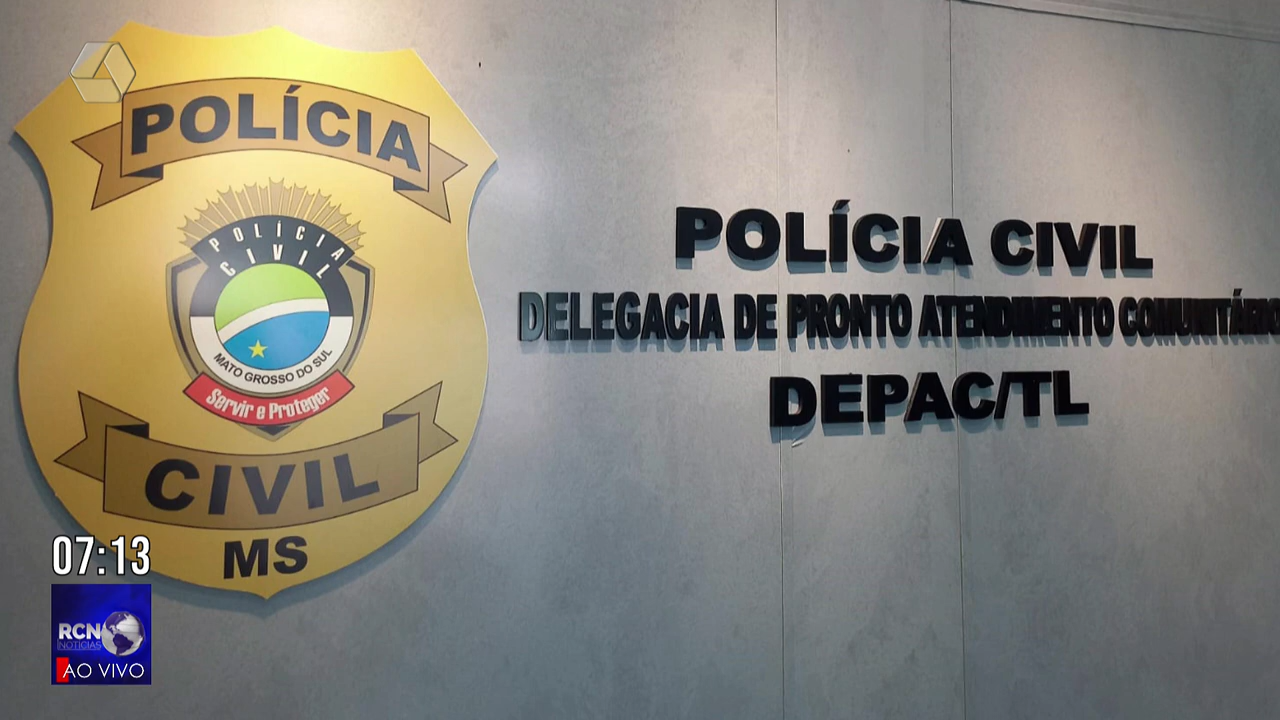 POLÍCIA
POLÍCIA
CIVIL
MATO GROSSO DO SUL
Servir e Proteger
CIVIL
MS
POLÍCIA CIVIL
DELEGACIA DE PRONTO ATENDIMENTO COMUNITÁRIO
DEPAC/TL
07:13
RCN
NOTÍCIAS
AO VIVO